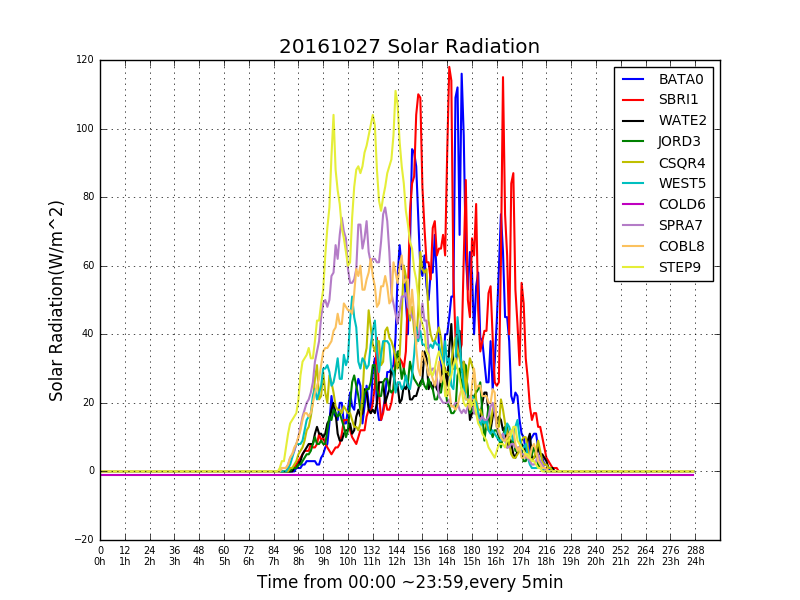 20161027 Solar Radiation
120
100
80
60
40
20
0
−20
Solar Radiation(W/m^2)
BATA0
SBRI1
WATE2
JORD3
CSQR4
WEST5
COLD6
SPRA7
COBL8
STEP9
0 12 24 36 48 60 72 84 96 108 120 132 144 156 168 180 192 204 216 228 240 252 264 276 288
0h 1h 2h 3h 4h 5h 6h 7h 8h 9h 10h 11h 12h 13h 14h 15h 16h 17h 18h 19h 20h 21h 22h 23h 24h
Time from 00:00 ~23:59,every 5min